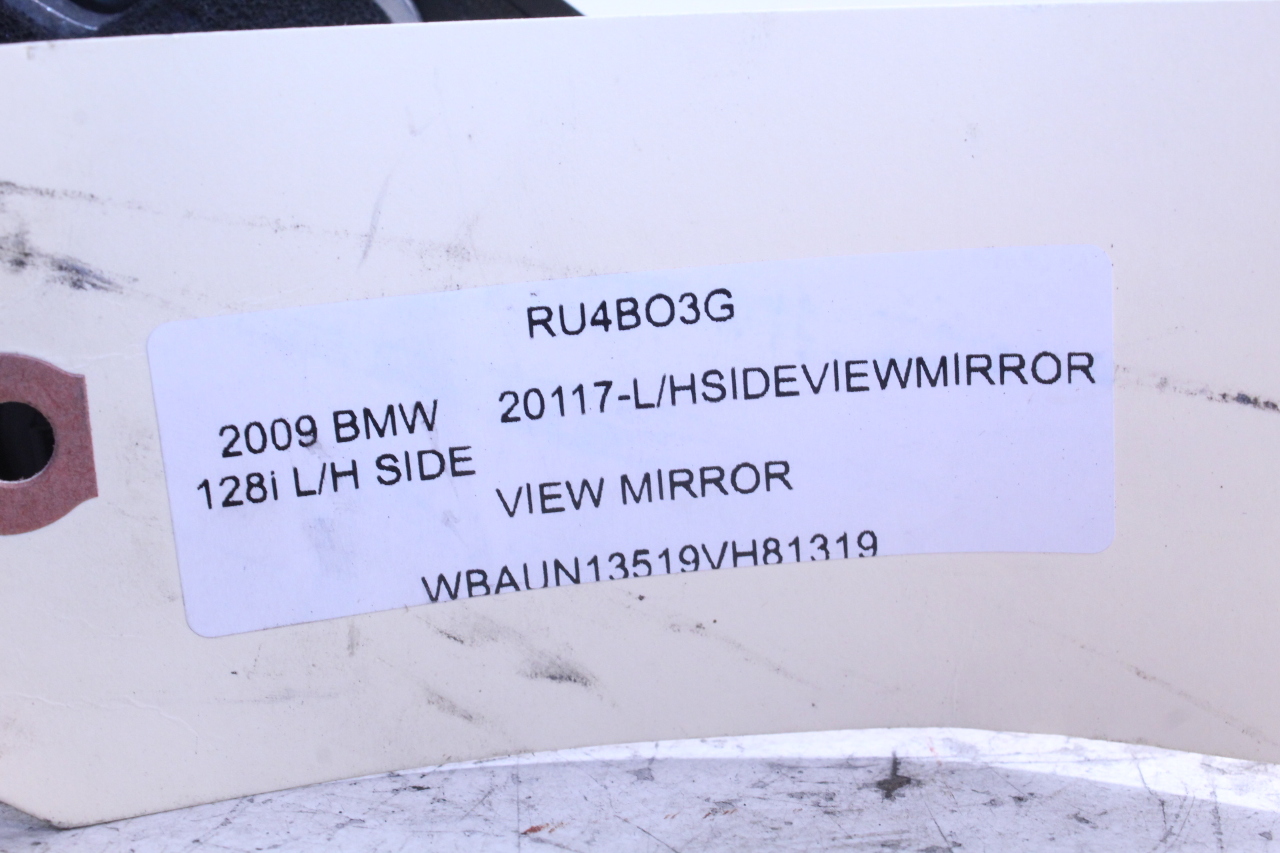 RU4BO3G
20117-L/HSIDEVIEWMIRROR
2009 BMW
128i L/H SIDE
VIEW MIRROR
WBAUN13519VH81319